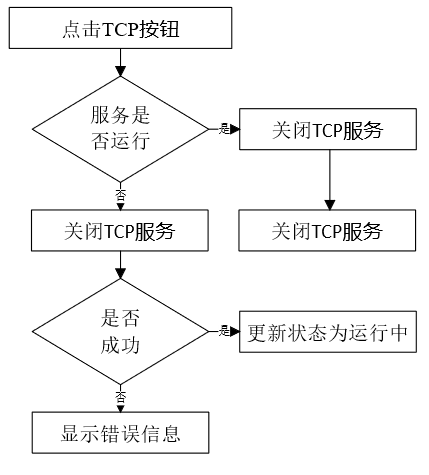 点击TCP按钮
服务是
否运行
是
关闭TCP服务
否
关闭TCP服务
关闭TCP服务
是否
成功
是
更新状态为运行中
否
显示错误信息